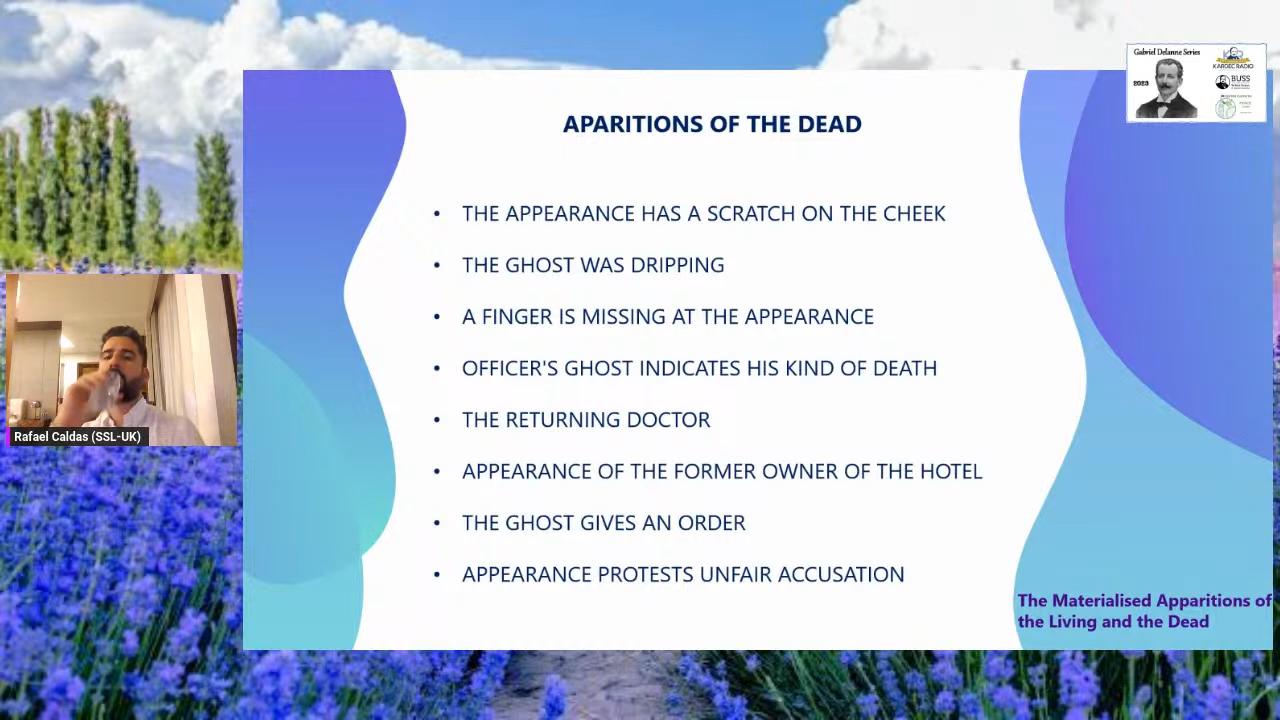 Gabriel Delanne Series
2023
KARDEC RADIO
BUSS
APARITIONS OF THE DEAD
• THE APPEARANCE HAS A SCRATCH ON THE CHEEK
• THE GHOST WAS DRIPPING
• A FINGER IS MISSING AT THE APPEARANCE
• OFFICER'S GHOST INDICATES HIS KIND OF DEATH
• THE RETURNING DOCTOR
• APPEARANCE OF THE FORMER OWNER OF THE HOTEL
• THE GHOST GIVES AN ORDER
• APPEARANCE PROTESTS UNFAIR ACCUSATION
Rafael Caldas (SSL-UK)
The Materialised Apparitions of
the Living and the Dead